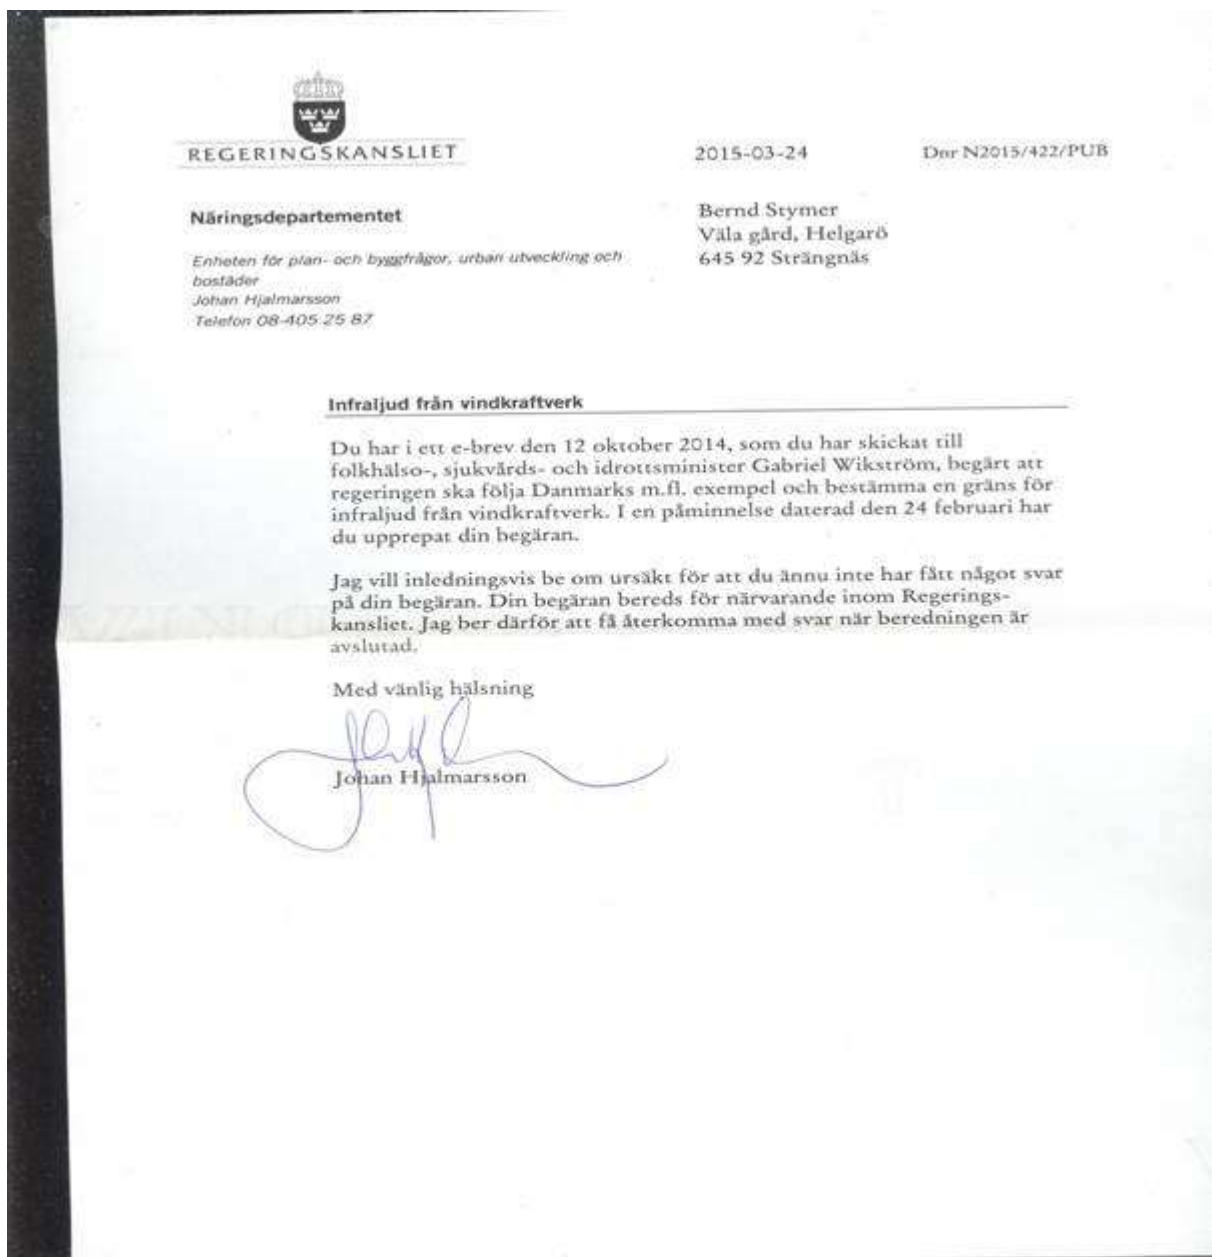 REGERINGSKANSLIET
2015-03-24
Dnr N2015/422/PUB
Näringsdepartementet
Enheten för plan- och byggfrågor, urban utveckling och
bostäder
Johan Hjalmarsson
Telefon 08-405 25 87
Bernd Stymer
Väla gård, Helgarö
645 92 Strängnäs
Infraljud från vindkraftverk
Du har i ett e-brev den 12 oktober 2014, som du har skickat till
folkhälso-, sjukvårds- och idrottsminister Gabriel Wikström, begärt att
regeringen ska följa Danmarks m.fl. exempel och bestämma en gräns för
infraljud från vindkraftverk. I en påminnelse daterad den 24 februari har
du upprepat din begäran.
Jag vill inledningsvis be om ursäkt för att du ännu inte har fått något svar
på din begäran. Din begäran bereds för närvarande inom Regerings-
kansliet. Jag ber därför att få återkomma med svar när beredningen är
avslutad.
Med vänlig hälsning
Johan Hjalmarsson